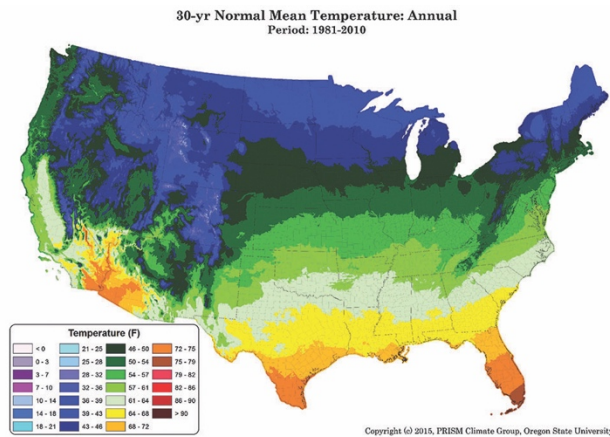 30-yr Normal Mean Temperature: Annual
Period: 1981-2010
Temperature (F)
< 0
0 - 3
3 - 7
7 - 10
10 - 14
14 - 18
18 - 21
21 - 25
25 - 28
28 - 32
32 - 36
36 - 39
39 - 43
43 - 46
46 - 50
50 - 54
54 - 57
57 - 61
61 - 64
64 - 68
68 - 72
72 - 75
75 - 79
79 - 82
82 - 86
86 - 90
> 90
Copyright (c) 2015, PRISM Climate Group, Oregon State University